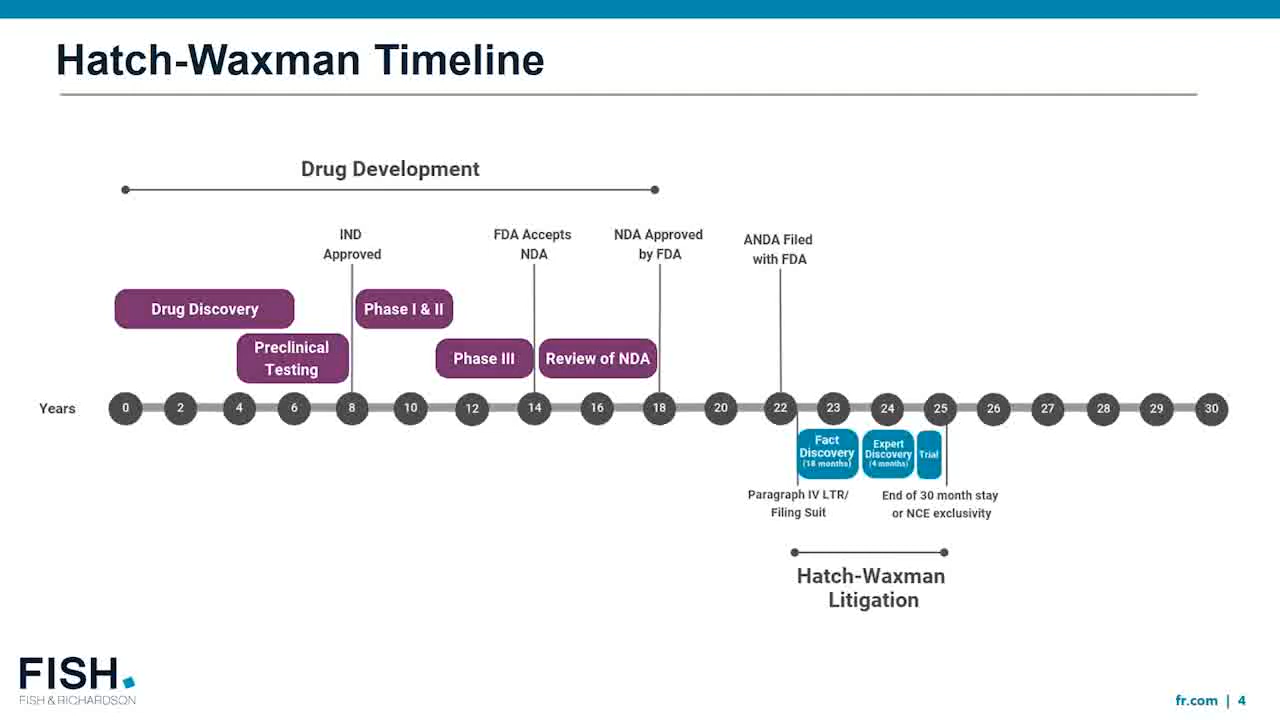 Hatch-Waxman Timeline
Drug Development
IND
Approved
FDA Accepts
NDA
NDA Approved
by FDA
ANDA Filed
with FDA
Drug Discovery
Phase I & II
Preclinical
Testing
Phase III
Review of NDA
Years
0 2 4 6 8 10 12 14 16 18 20 22 23 24 25 26 27 28 29 30
Fact
Discovery
(18 months)
Expert
Discovery
(4 months)
Trial
Paragraph IV LTR/
Filing Suit
End of 30 month stay
or NCE exclusivity
Hatch-Waxman
Litigation
FISH.
FISH & RICHARDSON
fr.com | 4